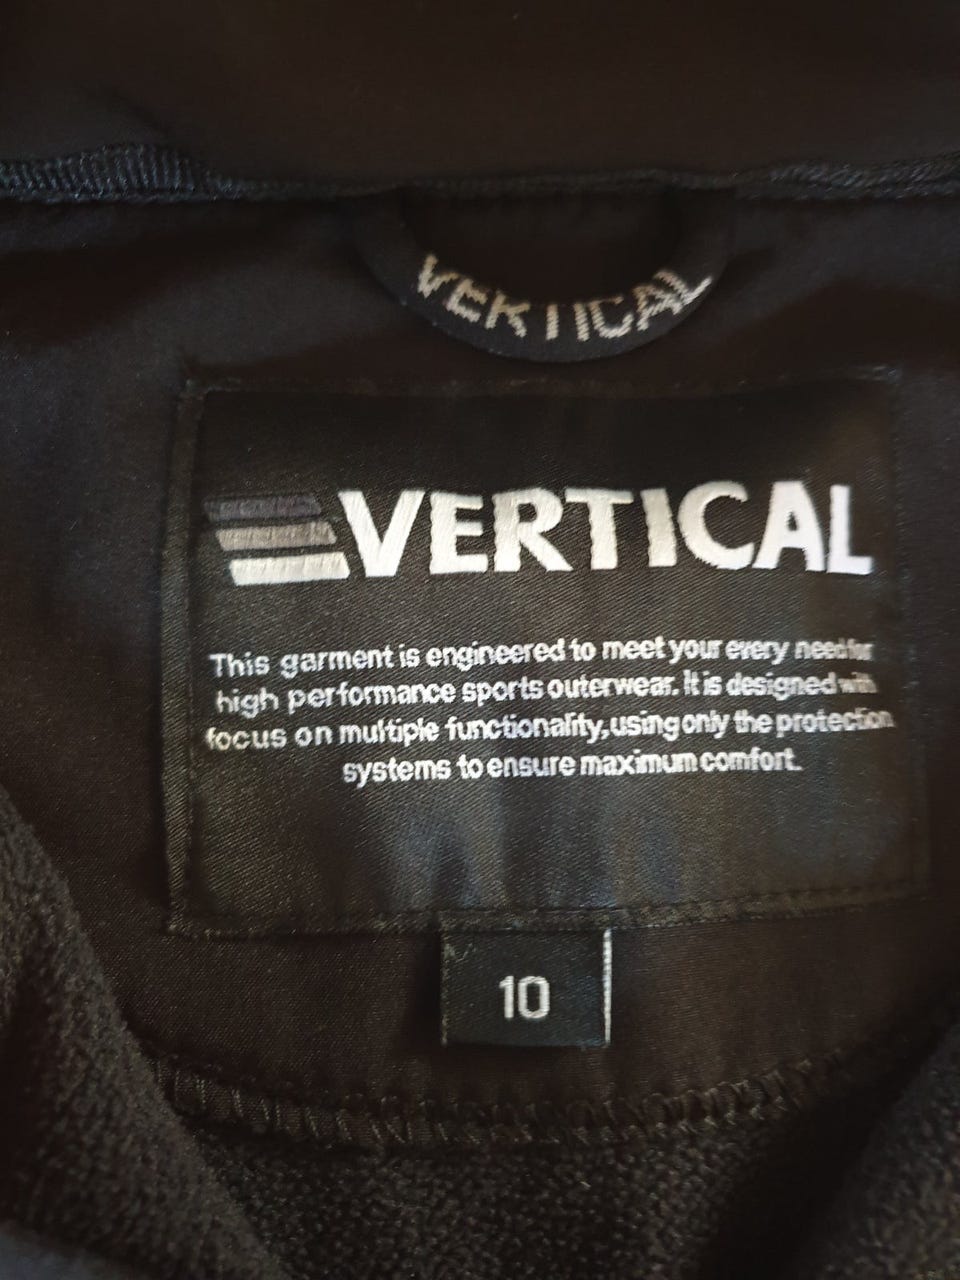 VERTICAL
VERTICAL
This garment is engineered to meet your every need for
high performance sports outerwear. It is designed with
focus on multiple functionality, using only the protection
systems to ensure maximum comfort.
10